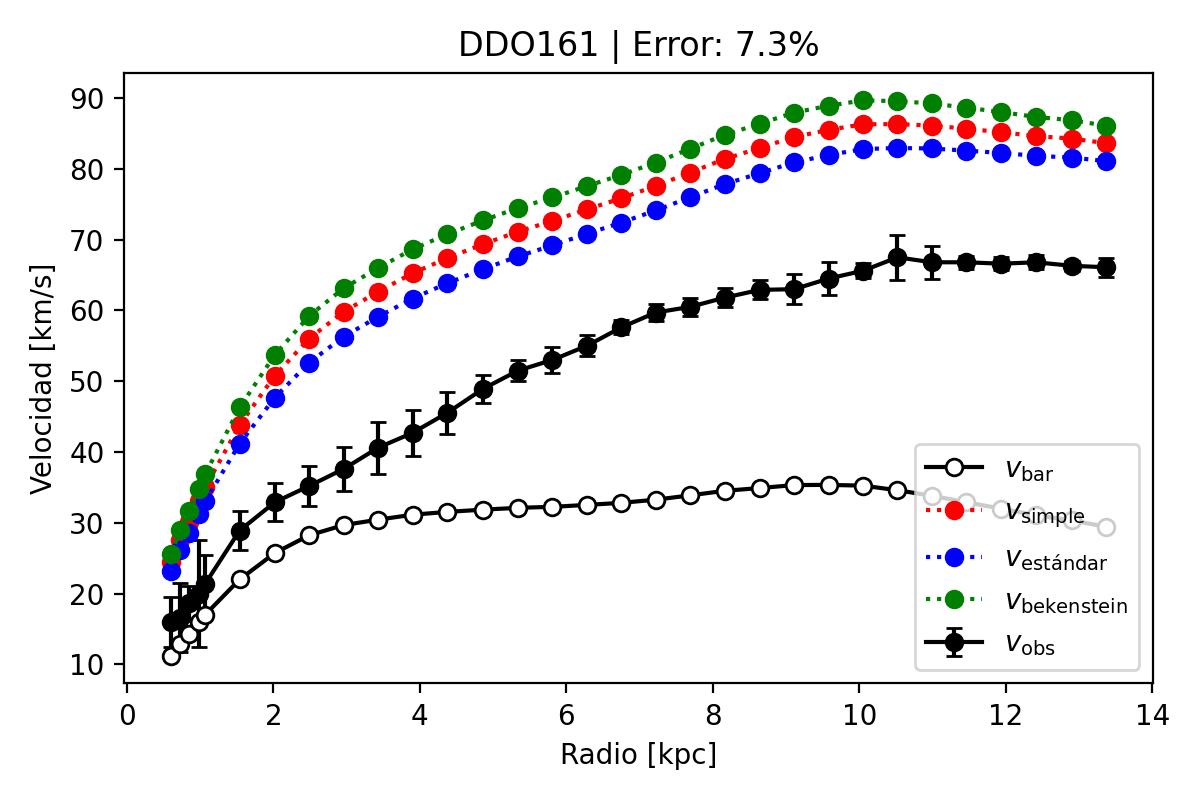 DDO161 | Error: 7.3%
Velocidad [km/s]
90
80
70
60
50
40
30
20
10
v_bar
v_simple
v_estándar
v_bekenstein
v_obs
0 2 4 6 8 10 12 14
Radio [kpc]